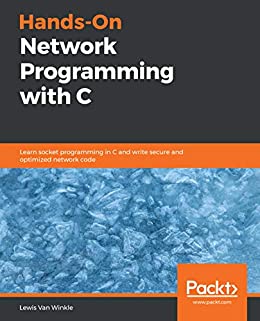 Hands-On
Network
Programming
with C
Learn socket programming in C and write secure and
optimized network code
Lewis Van Winkle
Packt>
www.packt.com